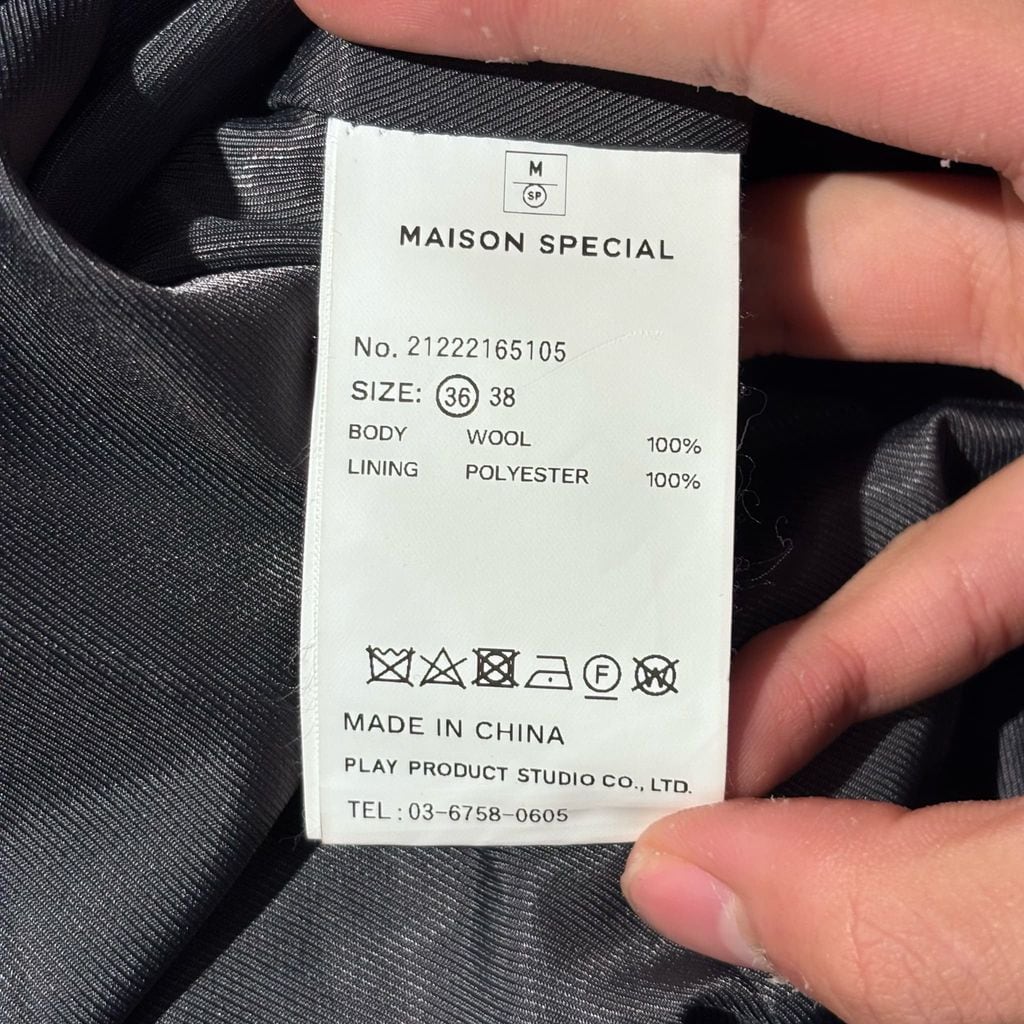 M
SP
MAISON SPECIAL
No. 21222165105
SIZE: 36 38
BODY WOOL 100%
LINING POLYESTER 100%
F W
MADE IN CHINA
PLAY PRODUCT STUDIO CO., LTD.
TEL : 03-6758-0605